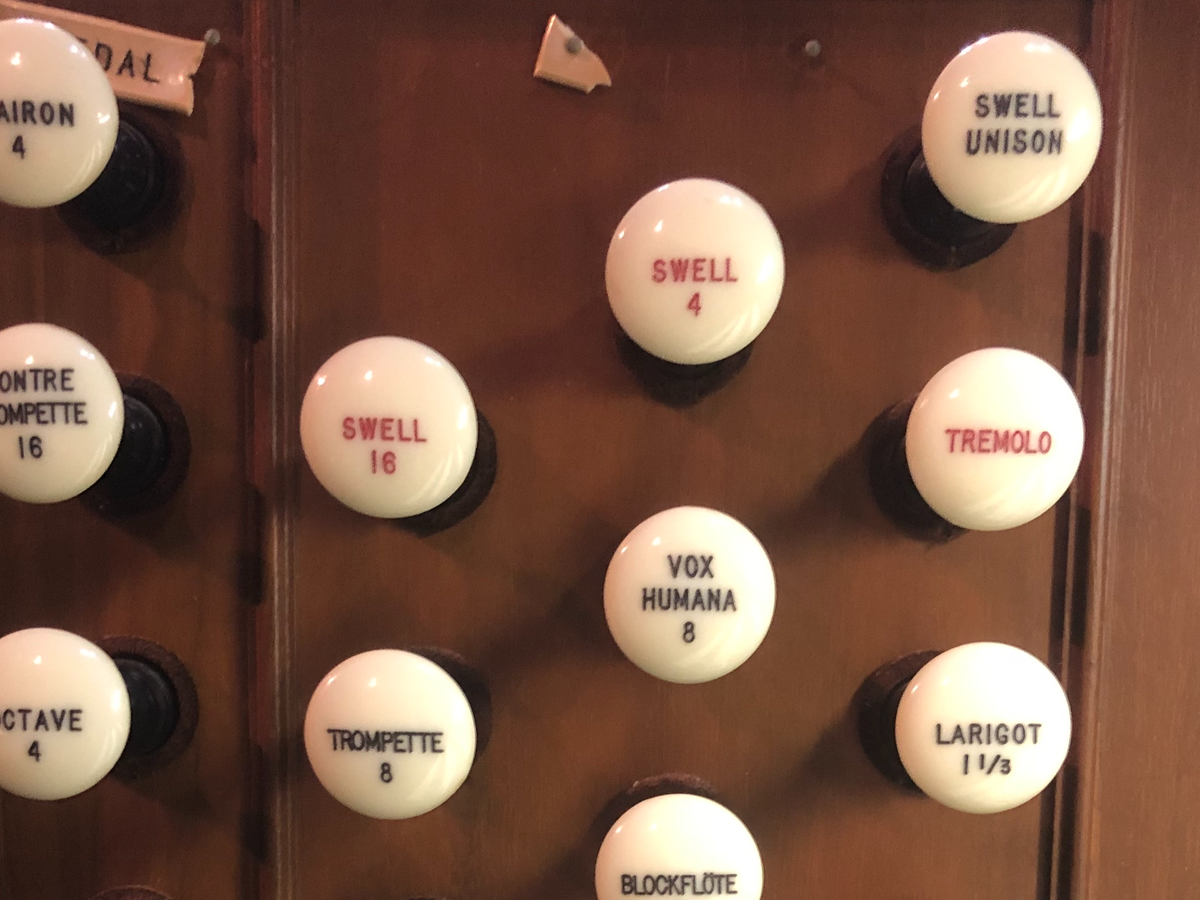 EDAL
AIRON
4
SWELL
UNISON
SWELL
4
ONTRE
OMPETTE
16
SWELL
16
TREMOLO
VOX
HUMANA
8
OCTAVE
4
TROMPETTE
8
LARIGOT
1 1/3
BLOCKFLÖTE